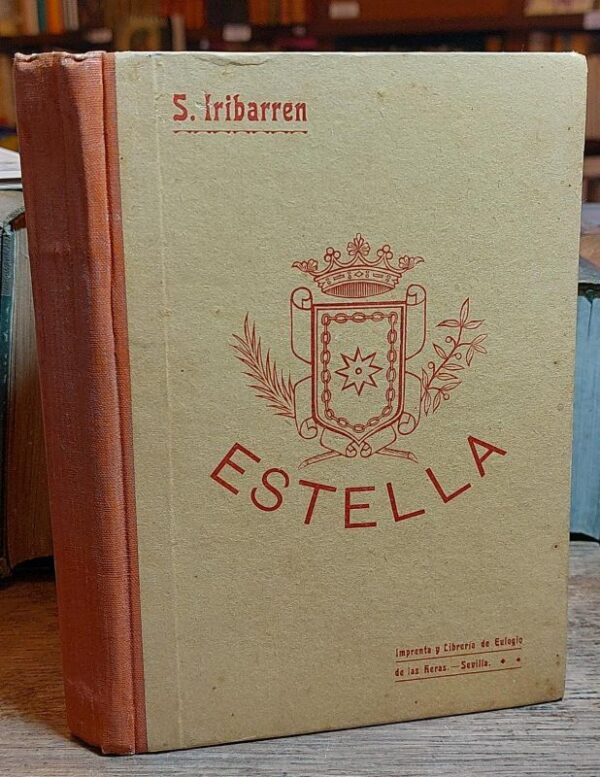 S. Iribarren
ESTELLA
Imprenta y Librería de Eulogio
de las Heras.—Sevilla.